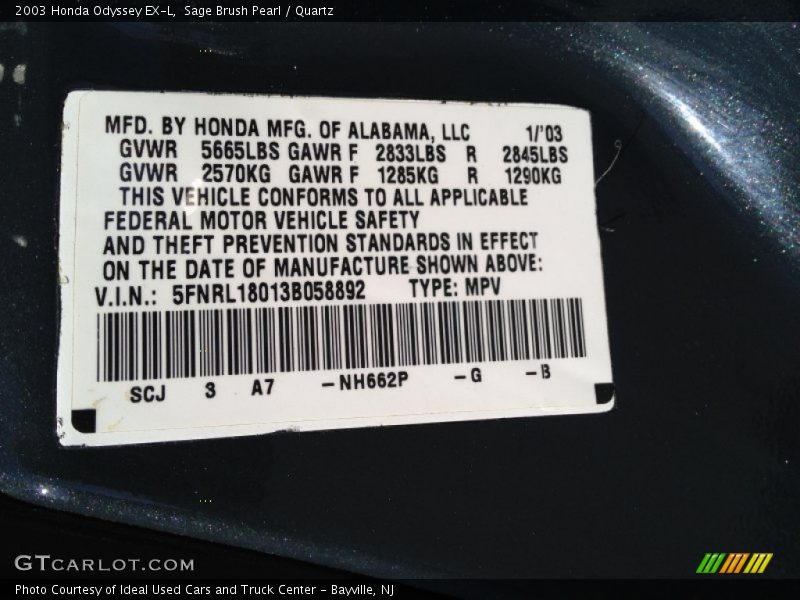 2003 Honda Odyssey EX-L, Sage Brush Pearl / Quartz
MFD. BY HONDA MFG. OF ALABAMA, LLC 1/'03
GVWR 5665LBS GAWR F 2833LBS R 2845LBS
GVWR 2570KG GAWR F 1285KG R 1290KG
THIS VEHICLE CONFORMS TO ALL APPLICABLE
FEDERAL MOTOR VEHICLE SAFETY
AND THEFT PREVENTION STANDARDS IN EFFECT
ON THE DATE OF MANUFACTURE SHOWN ABOVE:
V.I.N.: 5FNRL18013B058892 TYPE: MPV
SCJ 3 A7 -NH662P -G -B
GTCARLOT.COM
Photo Courtesy of Ideal Used Cars and Truck Center - Bayville, NJ